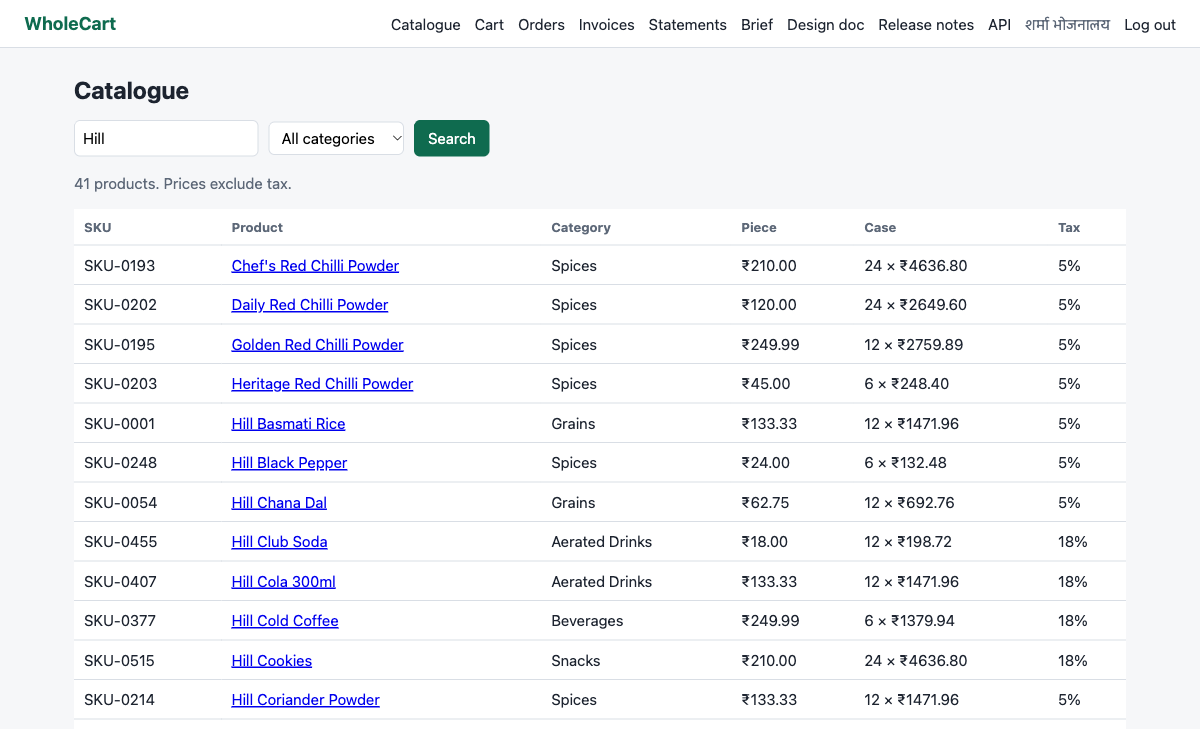 WholeCart Catalogue Cart Orders Invoices Statements Brief Design doc Release notes API शर्मा भोजनालय Log out
Catalogue
Hill All categories Search
41 products. Prices exclude tax.
SKU Product Category Piece Case Tax
SKU-0193 Chef's Red Chilli Powder Spices ₹210.00 24 × ₹4636.80 5%
SKU-0202 Daily Red Chilli Powder Spices ₹120.00 24 × ₹2649.60 5%
SKU-0195 Golden Red Chilli Powder Spices ₹249.99 12 × ₹2759.89 5%
SKU-0203 Heritage Red Chilli Powder Spices ₹45.00 6 × ₹248.40 5%
SKU-0001 Hill Basmati Rice Grains ₹133.33 12 × ₹1471.96 5%
SKU-0248 Hill Black Pepper Spices ₹24.00 6 × ₹132.48 5%
SKU-0054 Hill Chana Dal Grains ₹62.75 12 × ₹692.76 5%
SKU-0455 Hill Club Soda Aerated Drinks ₹18.00 12 × ₹198.72 18%
SKU-0407 Hill Cola 300ml Aerated Drinks ₹133.33 12 × ₹1471.96 18%
SKU-0377 Hill Cold Coffee Beverages ₹249.99 6 × ₹1379.94 18%
SKU-0515 Hill Cookies Snacks ₹210.00 24 × ₹4636.80 18%
SKU-0214 Hill Coriander Powder Spices ₹133.33 12 × ₹1471.96 5%